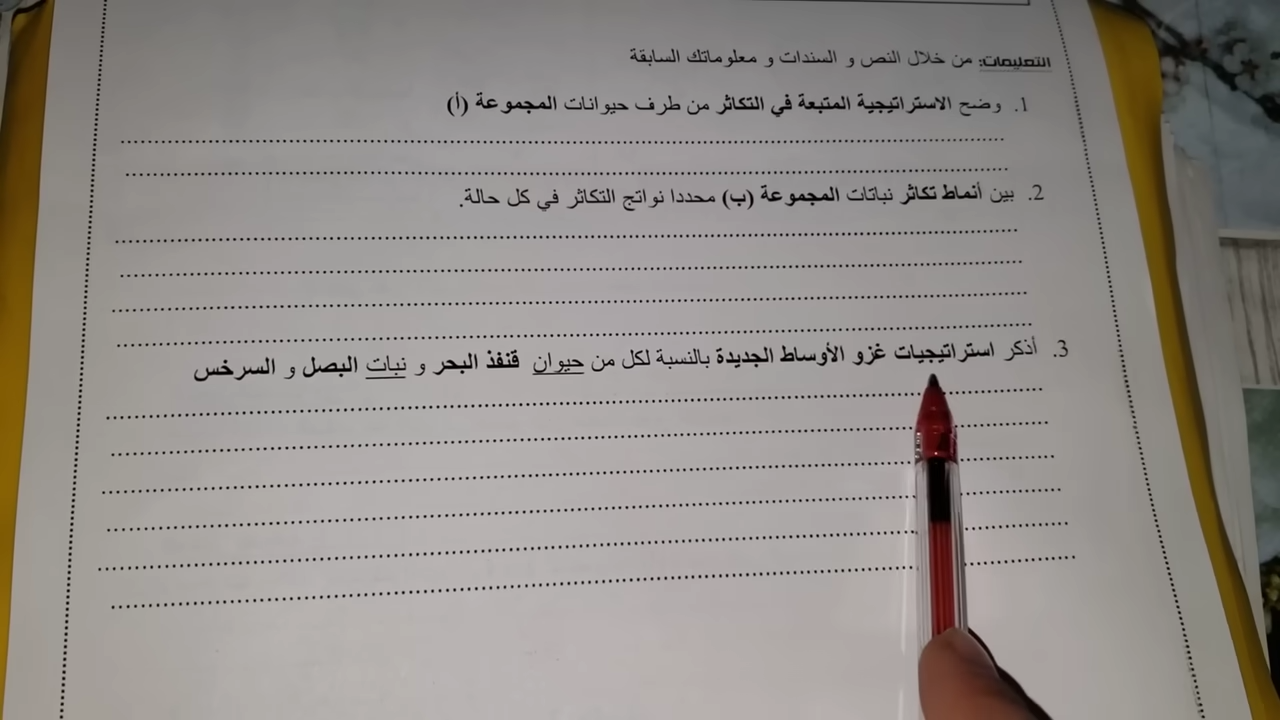 التعليمات: من خلال النص و السندات و معلوماتك السابقة
1. وضح الاستراتيجية المتبعة في التكاثر من طرف حيوانات المجموعة (أ)
2. بين أنماط تكاثر نباتات المجموعة (ب) محددا نواتج التكاثر في كل حالة.
3. أذكر استراتيجيات غزو الأوساط الجديدة بالنسبة لكل من حيوان قنفذ البحر و نبات البصل و السرخس